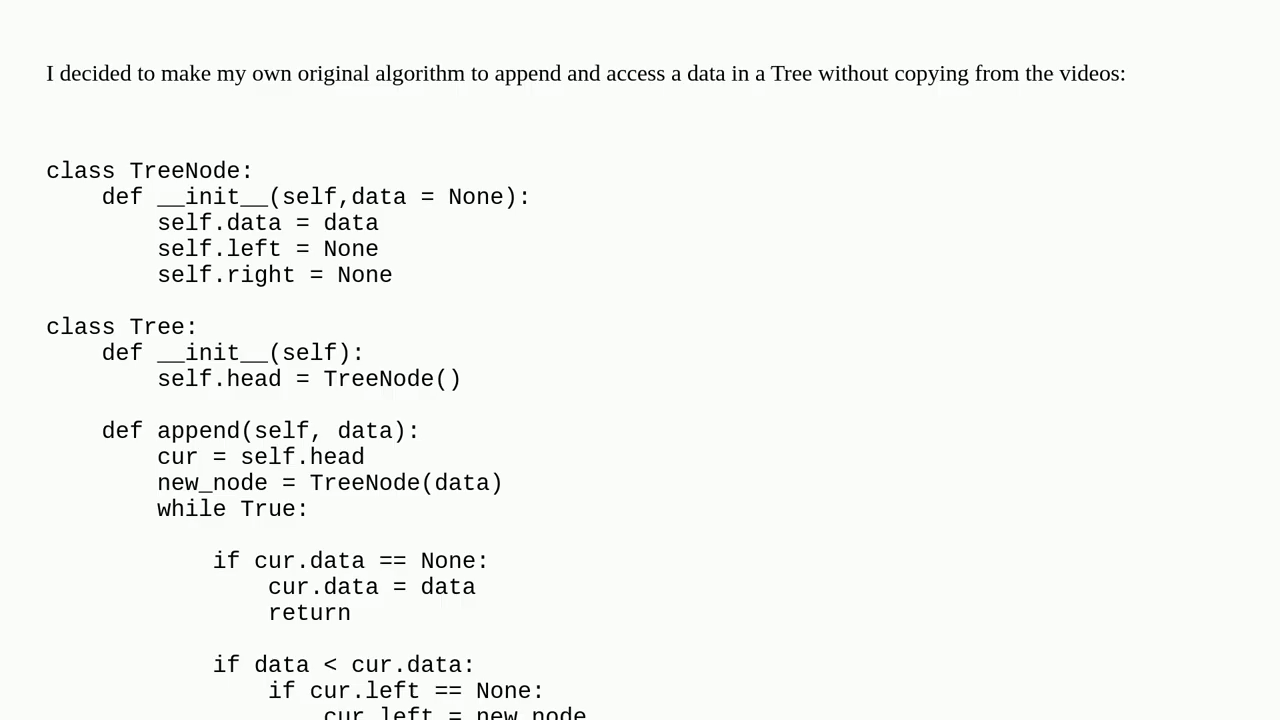 I decided to make my own original algorithm to append and access a data in a Tree without copying from the videos:
class TreeNode:
    def __init__(self,data = None):
        self.data = data
        self.left = None
        self.right = None
class Tree:
    def __init__(self):
        self.head = TreeNode()
    def append(self, data):
        cur = self.head
        new_node = TreeNode(data)
        while True:
            if cur.data == None:
                cur.data = data
                return
            if data < cur.data:
                if cur.left == None:
                    cur.left = new_node